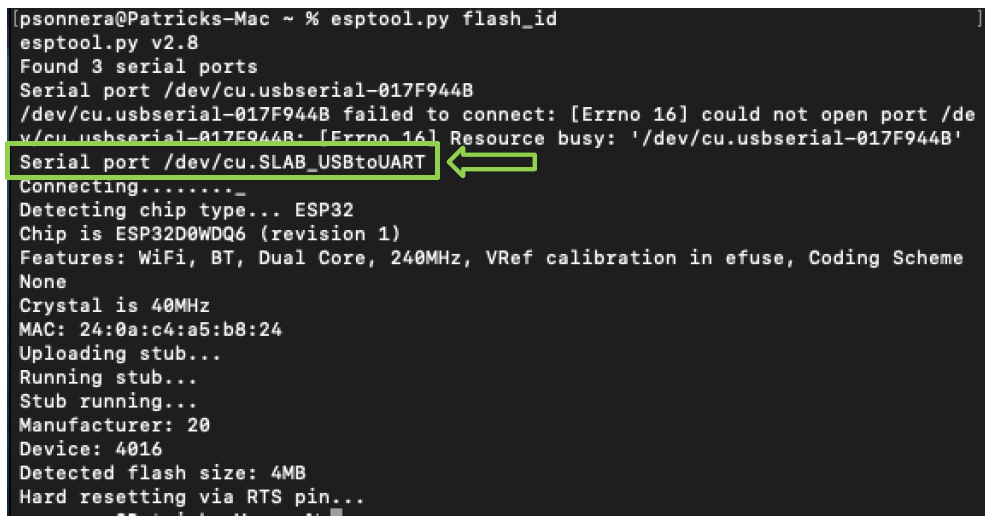 [psonnera@Patricks-Mac ~ % esptool.py flash_id ]
esptool.py v2.8
Found 3 serial ports
Serial port /dev/cu.usbserial-017F944B
/dev/cu.usbserial-017F944B failed to connect: [Errno 16] could not open port /de
v/cu.usbserial-017F944B: [Errno 16] Resource busy: '/dev/cu.usbserial-017F944B'
Serial port /dev/cu.SLAB_USBtoUART
Connecting........_
Detecting chip type... ESP32
Chip is ESP32D0WDQ6 (revision 1)
Features: WiFi, BT, Dual Core, 240MHz, VRef calibration in efuse, Coding Scheme
None
Crystal is 40MHz
MAC: 24:0a:c4:a5:b8:24
Uploading stub...
Running stub...
Stub running...
Manufacturer: 20
Device: 4016
Detected flash size: 4MB
Hard resetting via RTS pin...